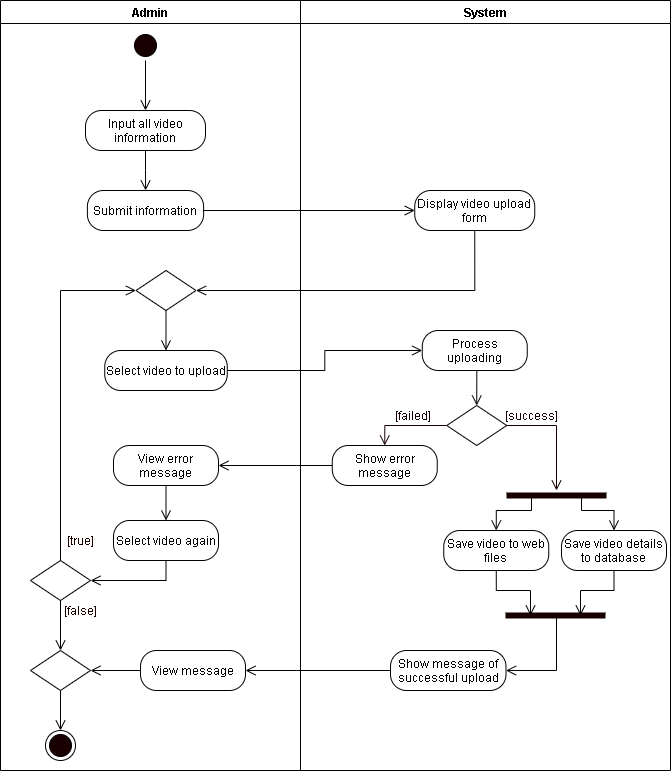 Admin
System
Input all video
information
Submit information
Display video upload
form
Select video to upload
Process
uploading
[failed]
[success]
View error
message
Show error
message
[true]
Select video again
Save video to web
files
Save video details
to database
[false]
View message
Show message of
successful upload